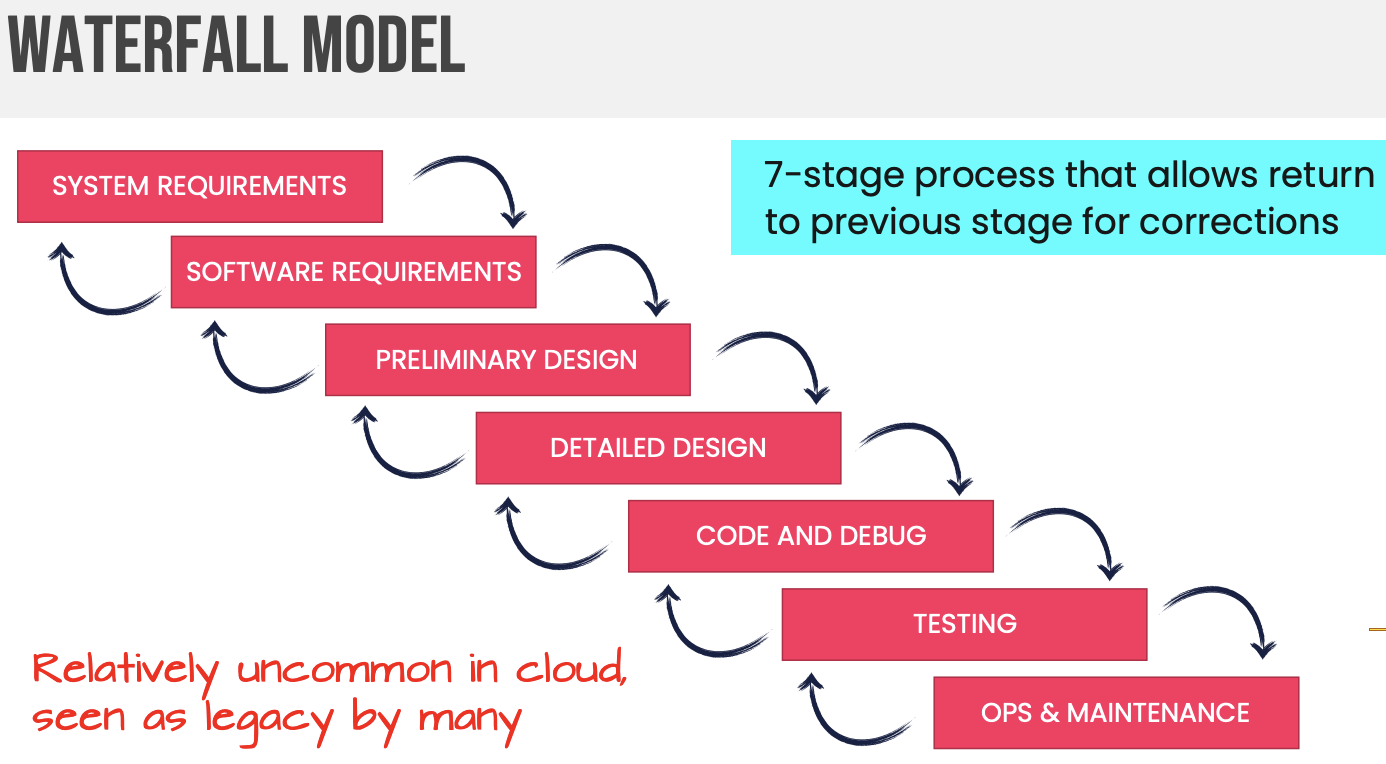 WATERFALL MODEL
SYSTEM REQUIREMENTS
7-stage process that allows return
to previous stage for corrections
SOFTWARE REQUIREMENTS
PRELIMINARY DESIGN
DETAILED DESIGN
CODE AND DEBUG
TESTING
OPS & MAINTENANCE
Relatively uncommon in cloud,
seen as legacy by many